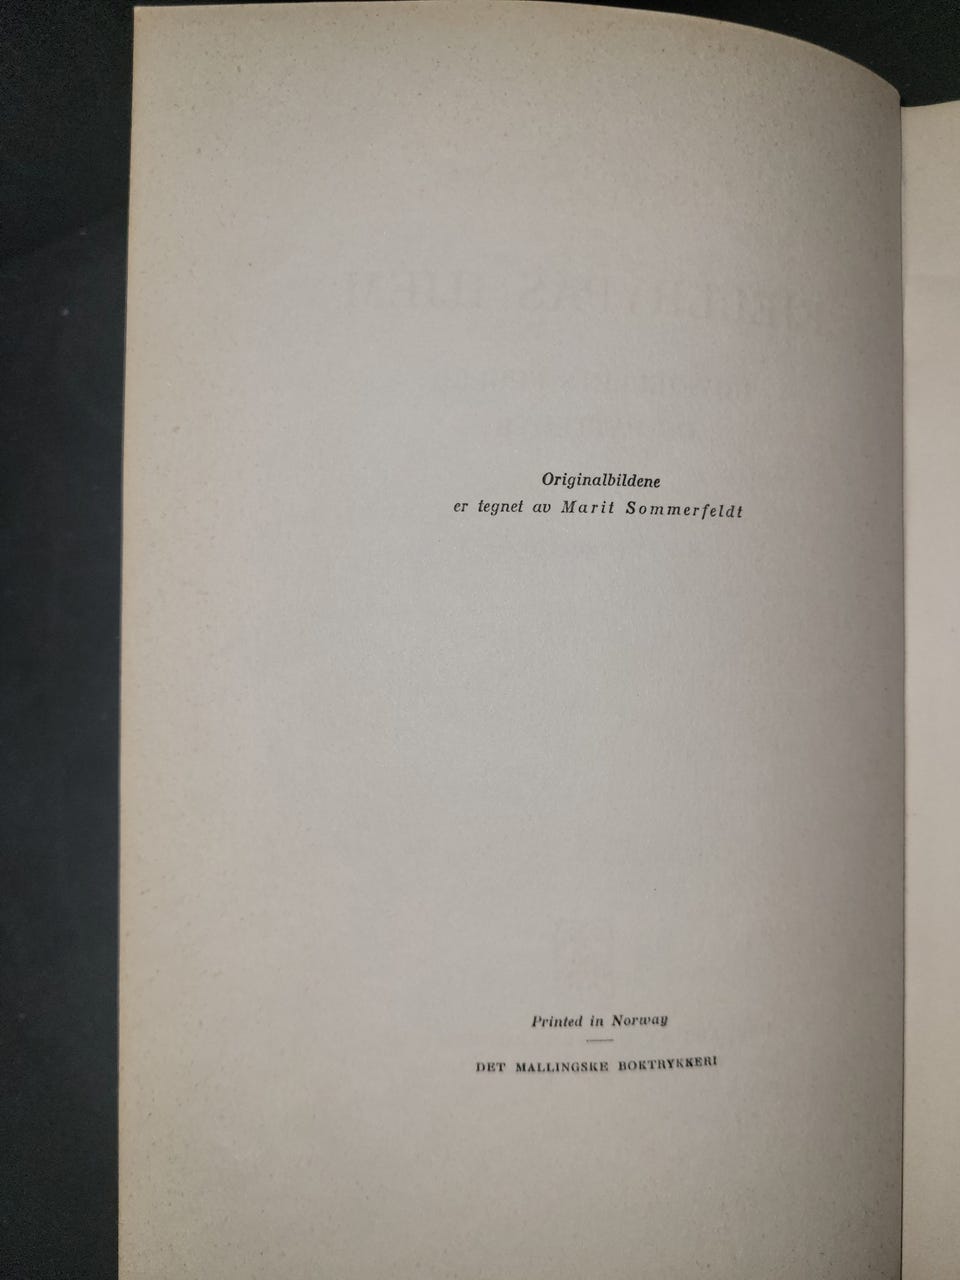 Originalbildene
er tegnet av Marit Sommerfeldt
Printed in Norway
DET MALLINGSKE BOKTRYKKERI